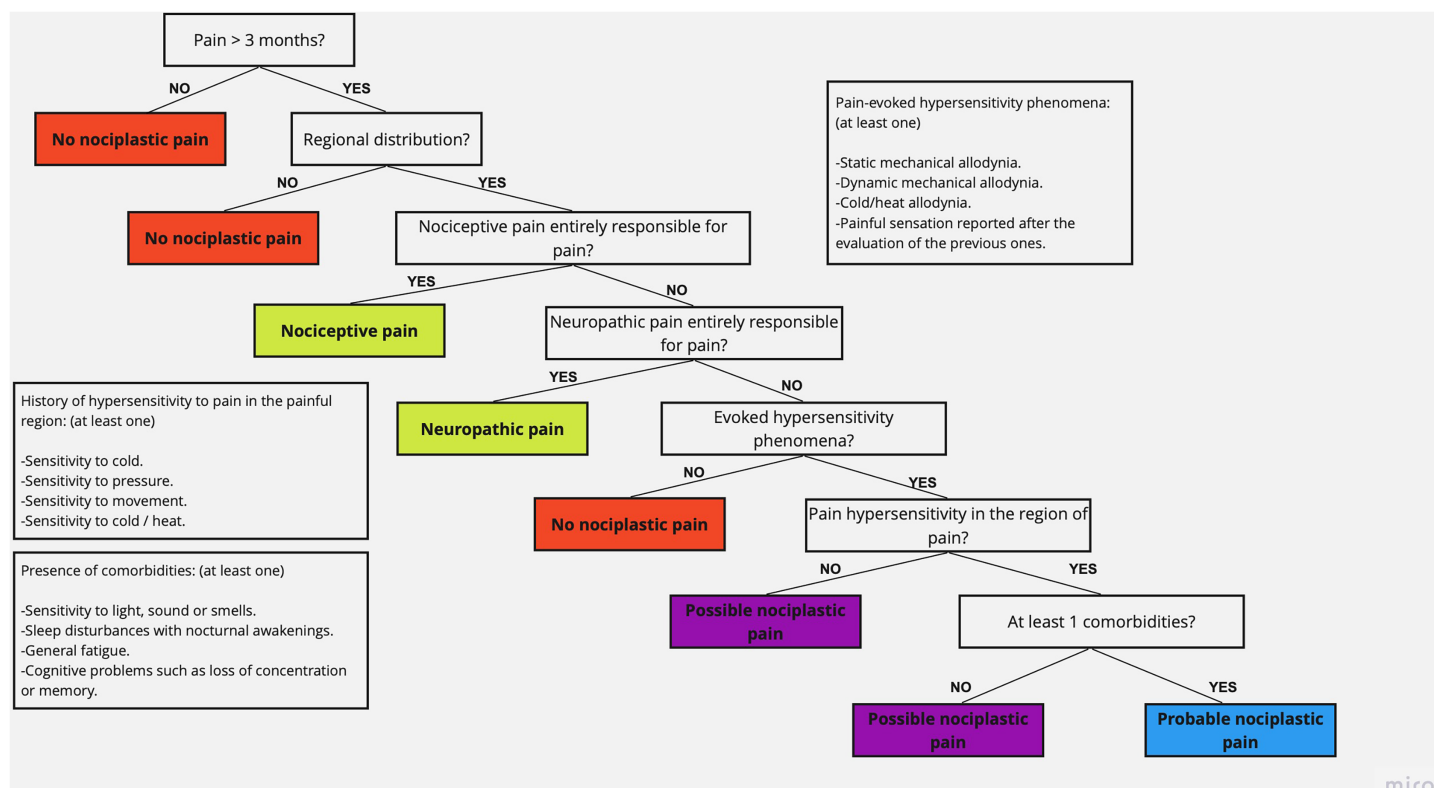 Pain > 3 months?
NO
YES
No nociplastic pain
Regional distribution?
NO
YES
No nociplastic pain
Nociceptive pain entirely responsible for
pain?
YES
NO
Nociceptive pain
Neuropathic pain entirely responsible
for pain?
YES
NO
Neuropathic pain
Evoked hypersensitivity
phenomena?
NO
YES
No nociplastic pain
Pain hypersensitivity in the region of
pain?
NO
YES
Possible nociplastic
pain
At least 1 comorbidities?
NO
YES
Possible nociplastic
pain
Probable nociplastic
pain
Pain-evoked hypersensitivity phenomena:
(at least one)
-Static mechanical allodynia.
-Dynamic mechanical allodynia.
-Cold/heat allodynia.
-Painful sensation reported after the
evaluation of the previous ones.
History of hypersensitivity to pain in the painful
region: (at least one)
-Sensitivity to cold.
-Sensitivity to pressure.
-Sensitivity to movement.
-Sensitivity to cold / heat.
Presence of comorbidities: (at least one)
-Sensitivity to light, sound or smells.
-Sleep disturbances with nocturnal awakenings.
-General fatigue.
-Cognitive problems such as loss of concentration
or memory.
miro